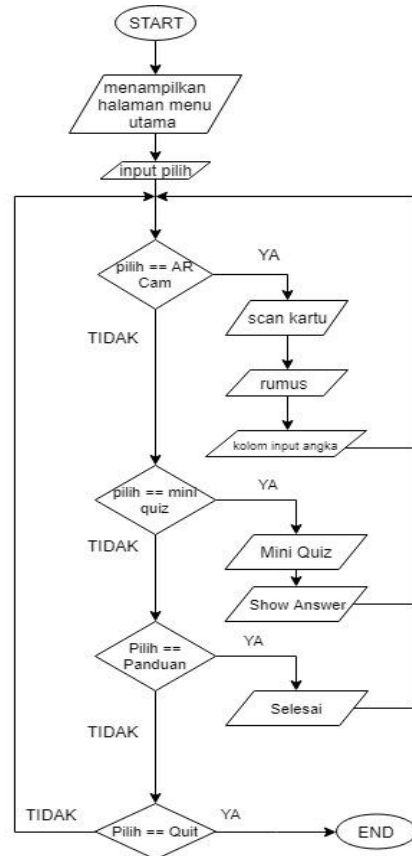 START
menampilkan
halaman menu
utama
input pilih
pilih == AR
Cam
YA
scan kartu
TIDAK
rumus
kolom input angka
pilih == mini
quiz
YA
TIDAK
Mini Quiz
Show Answer
Pilih ==
Panduan
YA
Selesai
TIDAK
TIDAK
Pilih == Quit
YA
END